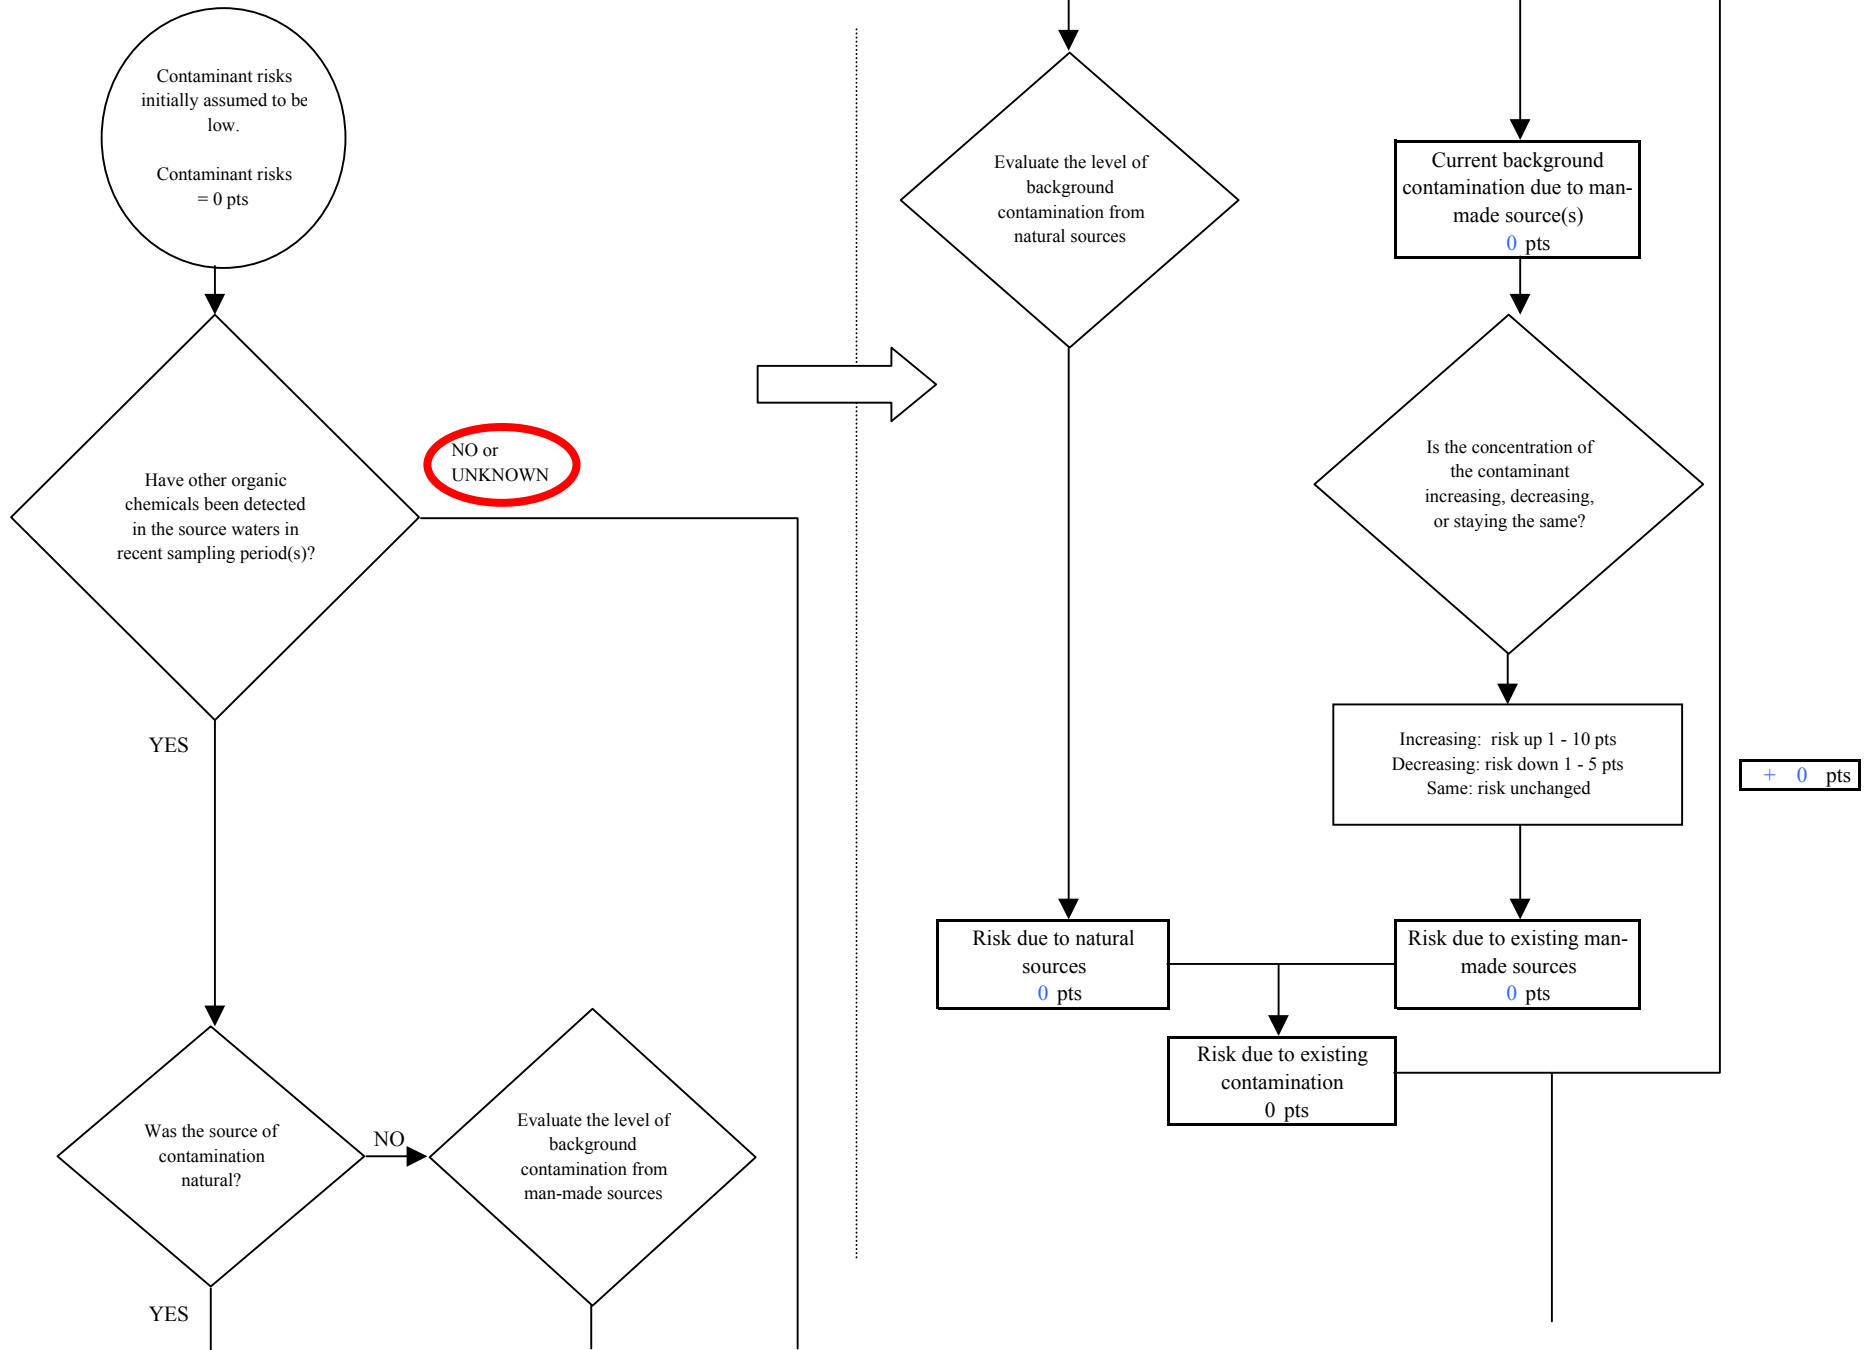 Contaminant risks
initially assumed to be
low.
Contaminant risks
= 0 pts
Have other organic
chemicals been detected
in the source waters in
recent sampling period(s)?
NO or
UNKNOWN
YES
Was the source of
contamination
natural?
NO
Evaluate the level of
background
contamination from
man-made sources
YES
Evaluate the level of
background
contamination from
natural sources
Current background
contamination due to man-
made source(s)
0 pts
Is the concentration of
the contaminant
increasing, decreasing,
or staying the same?
Increasing: risk up 1 - 10 pts
Decreasing: risk down 1 - 5 pts
Same: risk unchanged
+ 0 pts
Risk due to natural
sources
0 pts
Risk due to existing man-
made sources
0 pts
Risk due to existing
contamination
0 pts